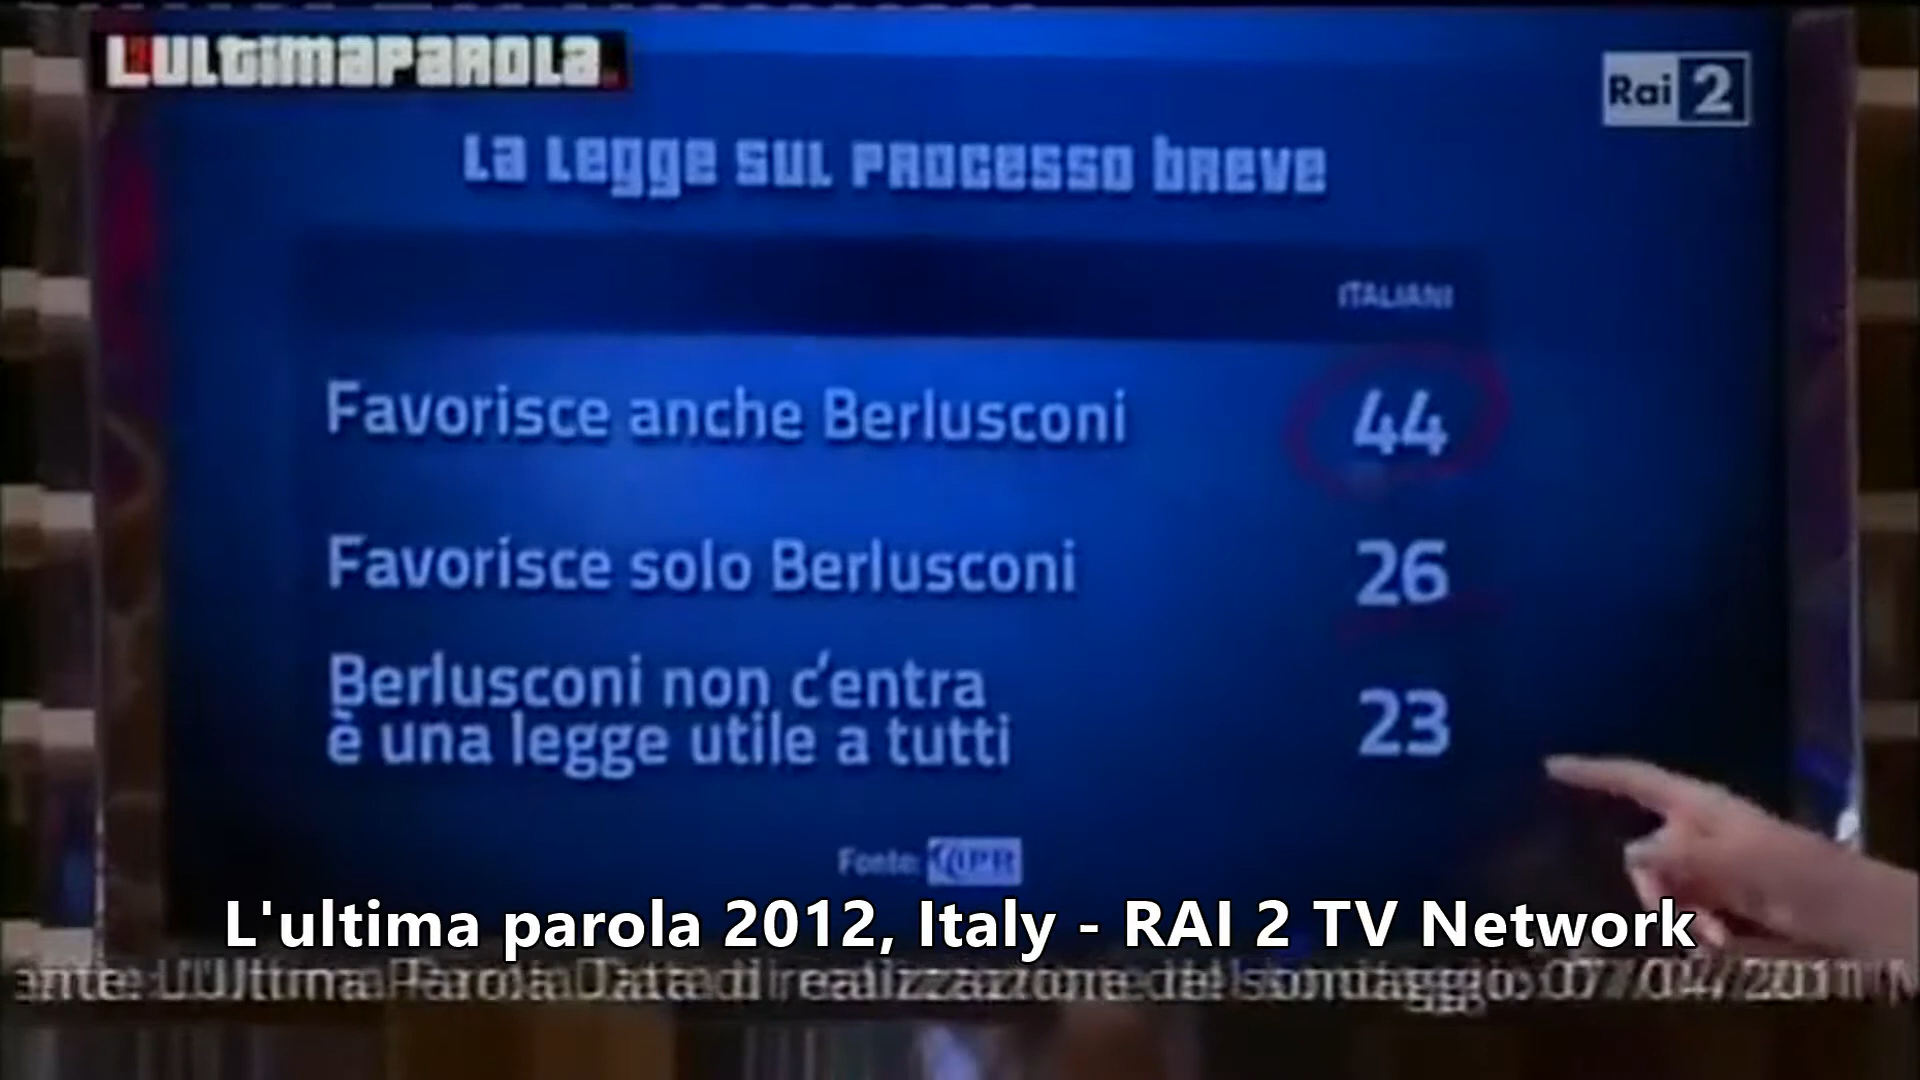 L'ULTIMAPAROLA.
Rai 2
La legge sul processo breve
ITALIANI
Favorisce anche Berlusconi 44
Favorisce solo Berlusconi 26
Berlusconi non c'entra
è una legge utile a tutti 23
Fonte: IPR
L'ultima parola 2012, Italy - RAI 2 TV Network
L'Ultima Parola Data di realizzazione del sondaggio: 07/04/2011